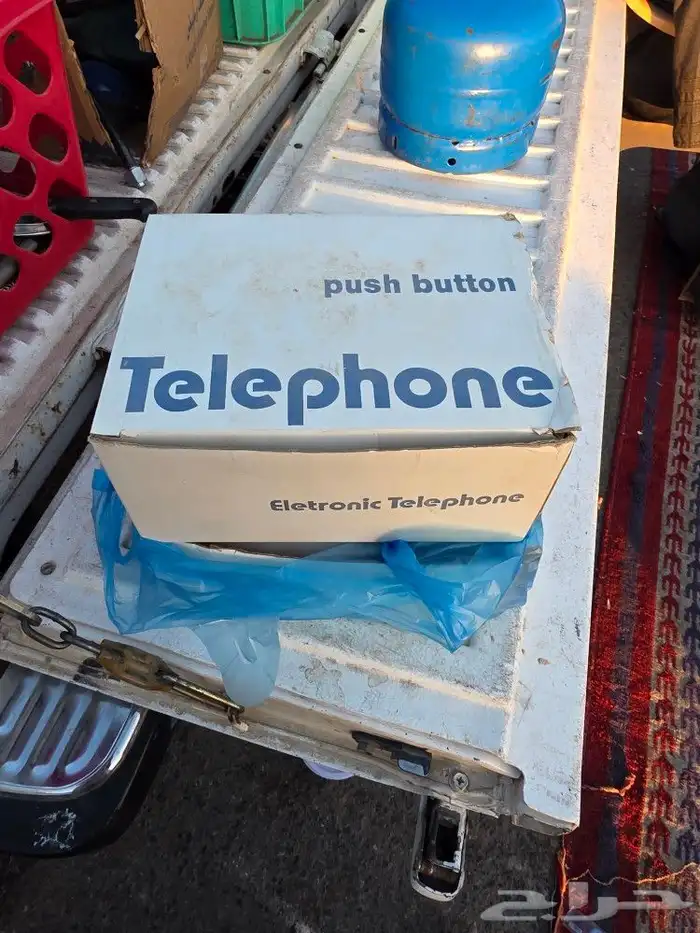 push button
Telephone
Eletronic Telephone
حراج